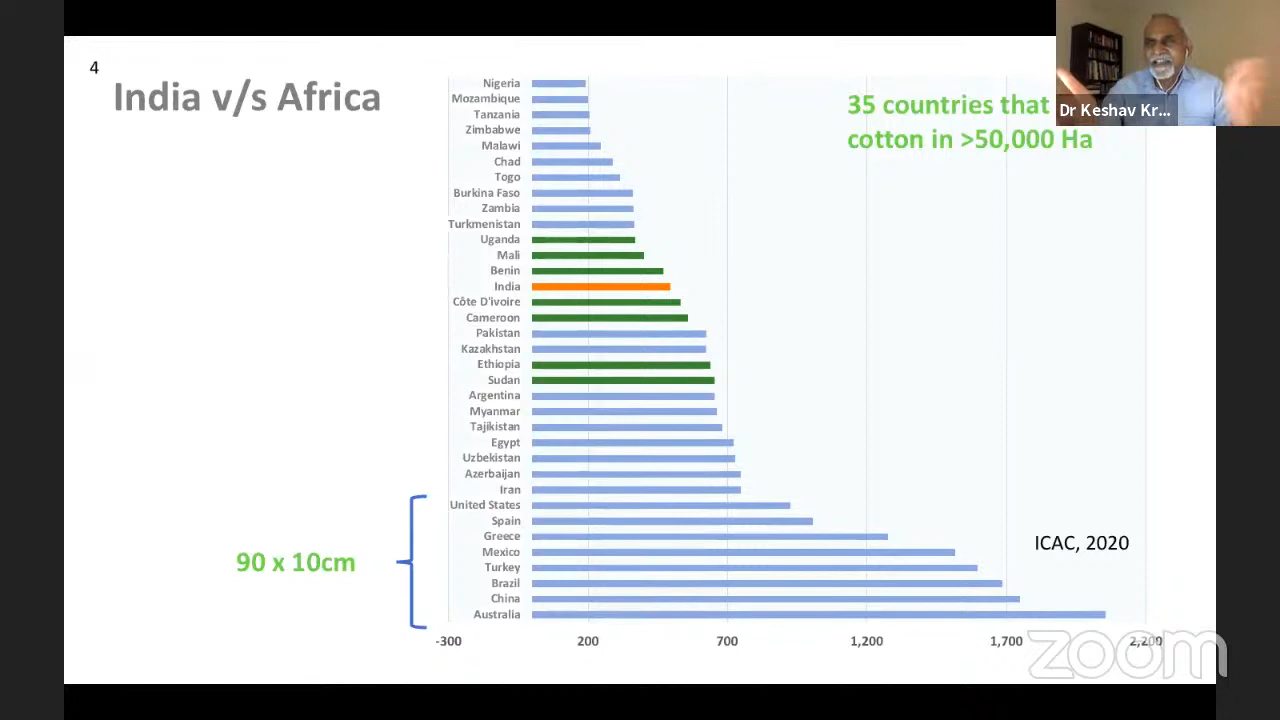 4
India v/s Africa
35 countries that
cotton in >50,000 Ha
Dr Keshav Kr...
Nigeria
Mozambique
Tanzania
Zimbabwe
Malawi
Chad
Togo
Burkina Faso
Zambia
Turkmenistan
Uganda
Mali
Benin
India
Côte D'ivoire
Cameroon
Pakistan
Kazakhstan
Ethiopia
Sudan
Argentina
Myanmar
Tajikistan
Egypt
Uzbekistan
Azerbaijan
Iran
United States
Spain
Greece
Mexico
Turkey
Brazil
China
Australia
90 x 10cm
ICAC, 2020
-300 200 700 1,200 1,700 2,200
zoom